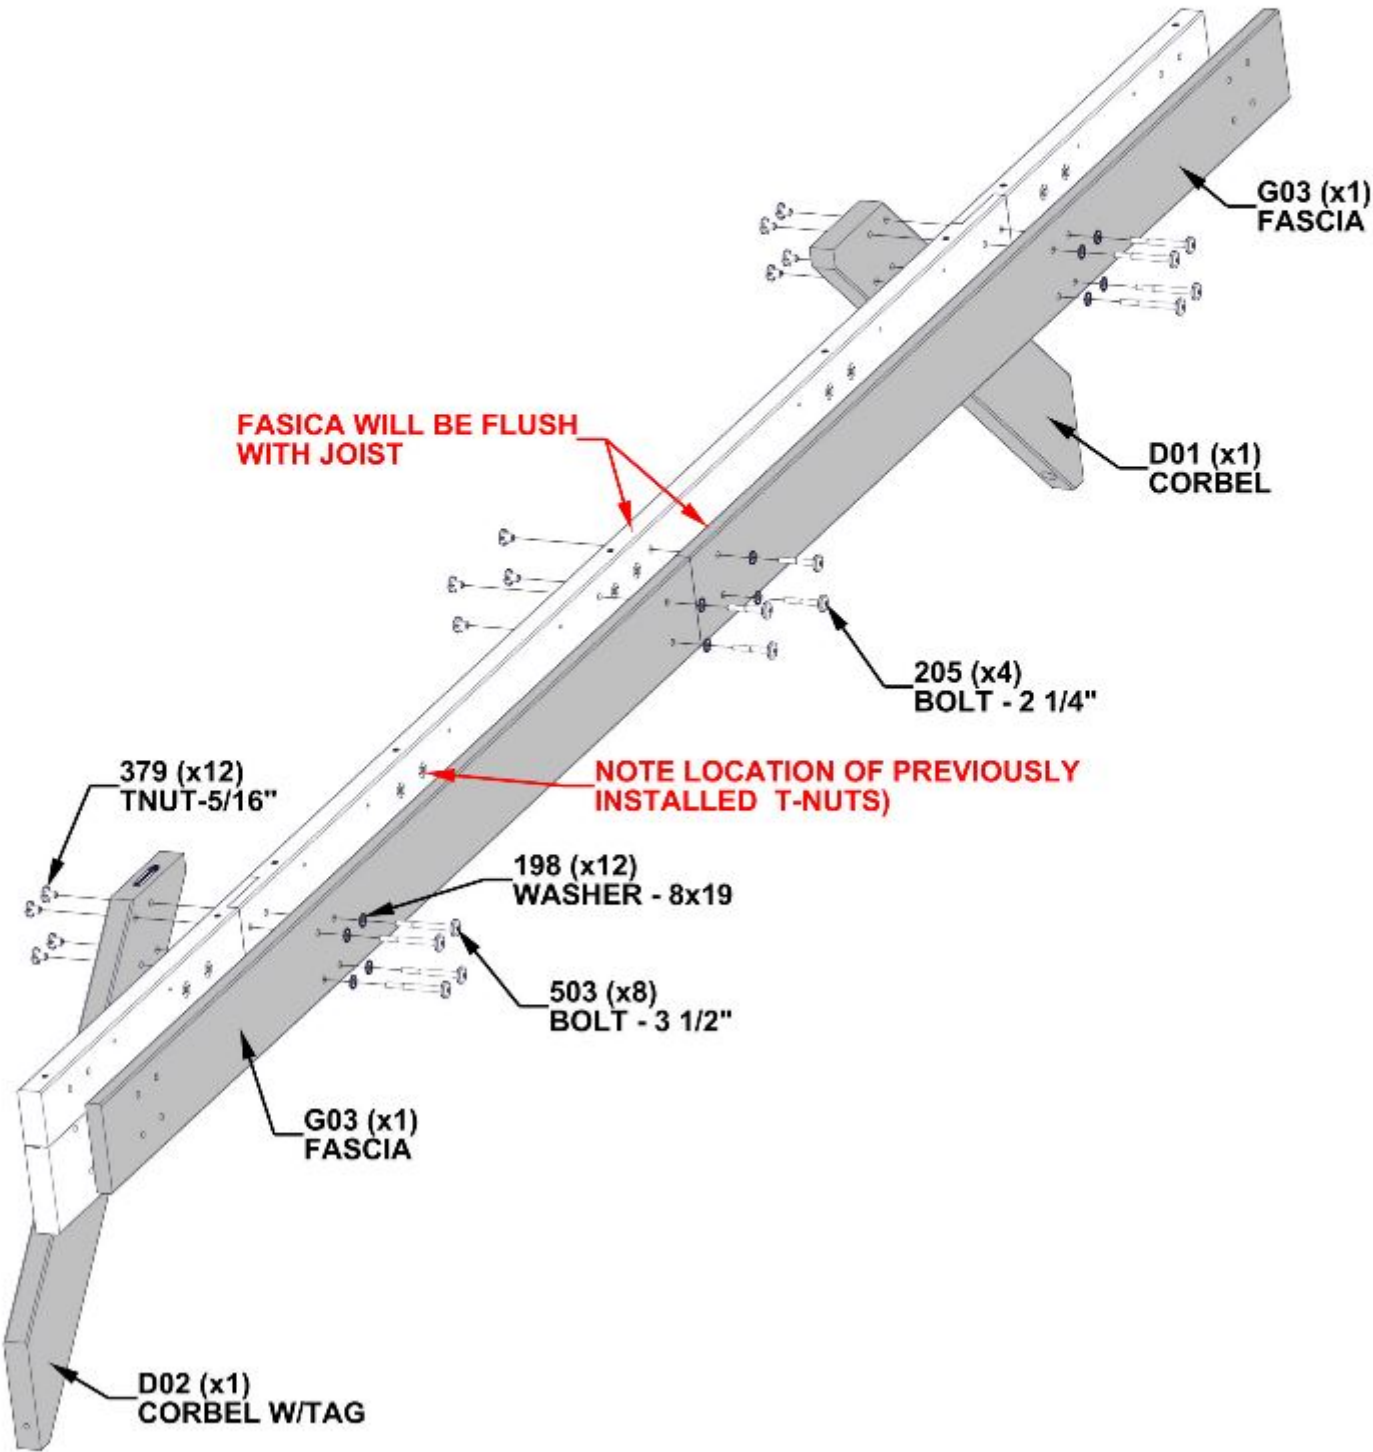 G03 (x1)
FASCIA
FASICA WILL BE FLUSH
WITH JOIST
D01 (x1)
CORBEL
205 (x4)
BOLT - 2 1/4"
379 (x12)
TNUT-5/16"
NOTE LOCATION OF PREVIOUSLY
INSTALLED T-NUTS)
198 (x12)
WASHER - 8x19
503 (x8)
BOLT - 3 1/2"
G03 (x1)
FASCIA
D02 (x1)
CORBEL W/TAG